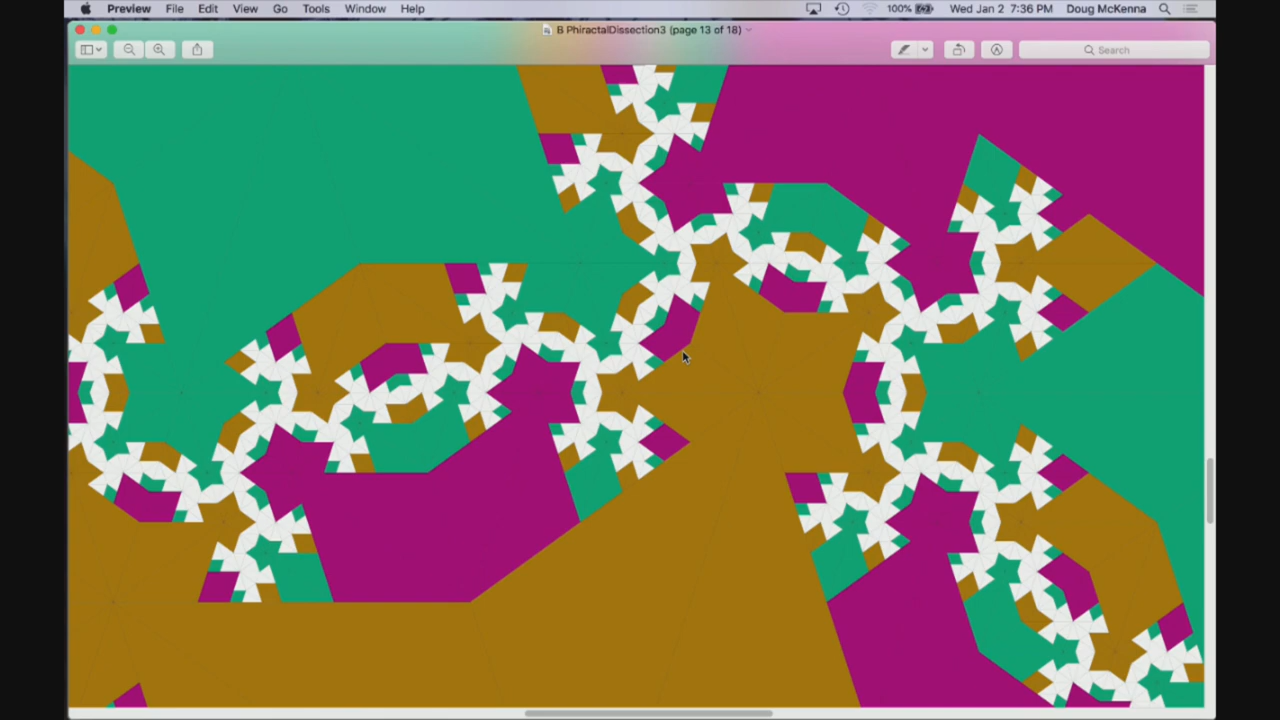 Preview File Edit View Go Tools Window Help 100% Wed Jan 2 7:36 PM Doug McKenna
B PhiractalDissection3 (page 13 of 18)
Search